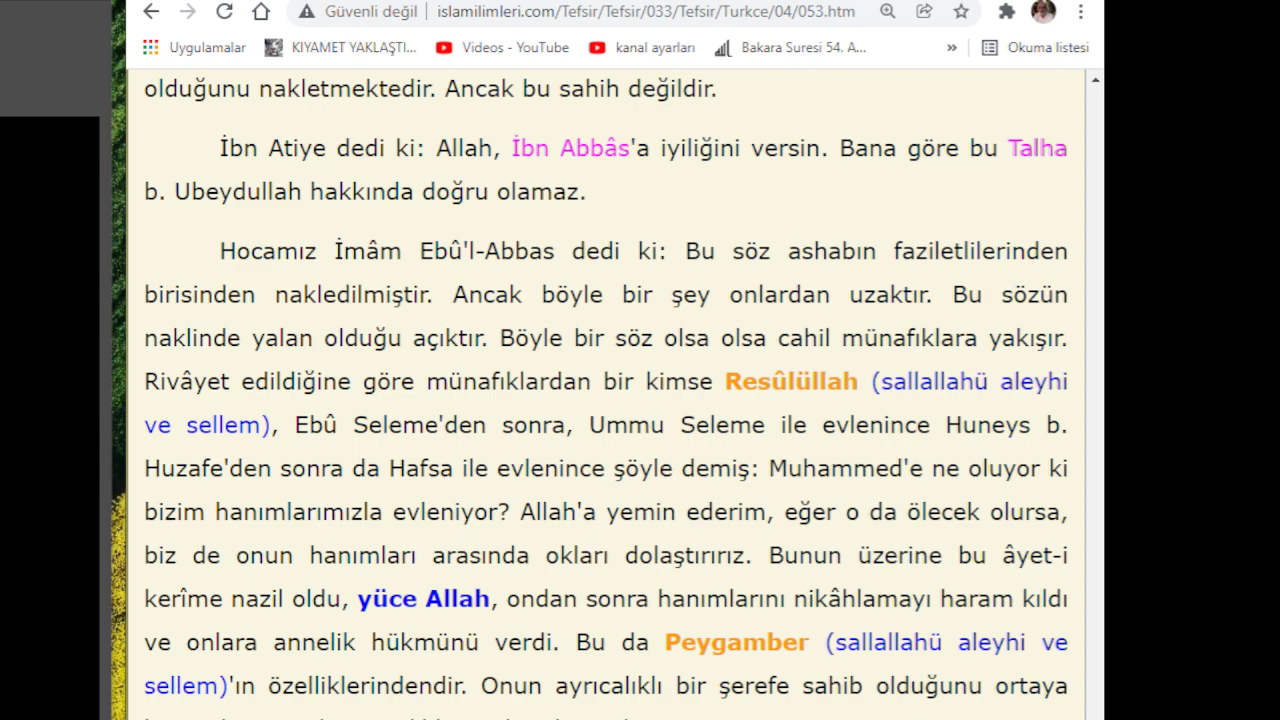 Güvenli değil | islamilimleri.com/Tefsir/Tefsir/033/Tefsir/Turkce/04/053.htm
Uygulamalar KIYAMET YAKLAŞTI... Videos - YouTube kanal ayarları Bakara Suresi 54. A... » Okuma listesi
olduğunu nakletmektedir. Ancak bu sahih değildir.
İbn Atiye dedi ki: Allah, İbn Abbâs'a iyiliğini versin. Bana göre bu Talha
b. Ubeydullah hakkında doğru olamaz.
Hocamız İmâm Ebû'l-Abbas dedi ki: Bu söz ashabın faziletlilerinden
birisinden nakledilmiştir. Ancak böyle bir şey onlardan uzaktır. Bu sözün
naklinde yalan olduğu açıktır. Böyle bir söz olsa olsa cahil münafıklara yakışır.
Rivâyet edildiğine göre münafıklardan bir kimse Resûlüllah (sallallahü aleyhi
ve sellem), Ebû Seleme'den sonra, Ummu Seleme ile evlenince Huneys b.
Huzafe'den sonra da Hafsa ile evlenince şöyle demiş: Muhammed'e ne oluyor ki
bizim hanımlarımızla evleniyor? Allah'a yemin ederim, eğer o da ölecek olursa,
biz de onun hanımları arasında okları dolaştırırız. Bunun üzerine bu âyet-i
kerîme nazil oldu, yüce Allah, ondan sonra hanımlarını nikâhlamayı haram kıldı
ve onlara annelik hükmünü verdi. Bu da Peygamber (sallallahü aleyhi ve
sellem)'ın özelliklerindendir. Onun ayrıcalıklı bir şerefe sahib olduğunu ortaya